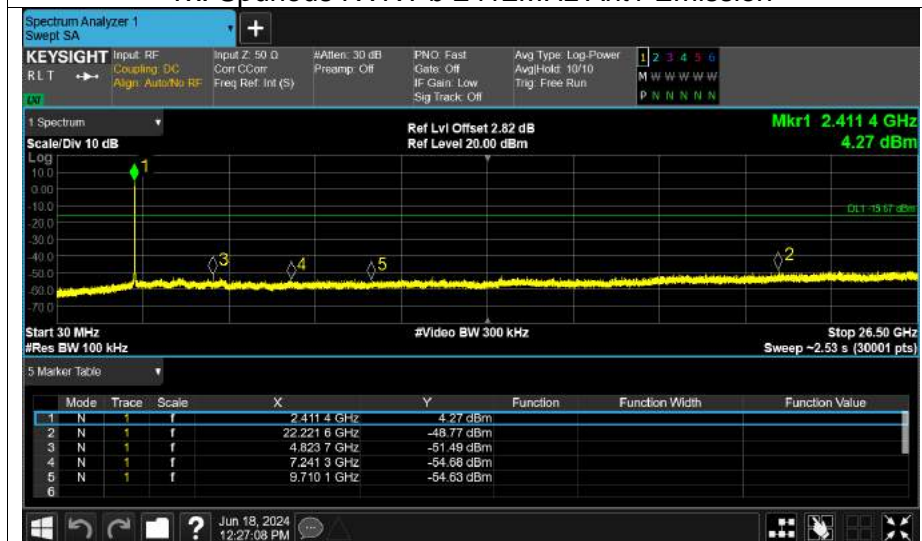 Spectrum Analyzer 1
Swept SA
+
KEYSIGHT
RLT
LXI
Input: RF
Coupling: DC
Align: Auto/No RF
Input Z: 50 Ω
Corr CCorr
Freq Ref: Int (S)
#Atten: 30 dB
Preamp: Off
PNO: Fast
Gate: Off
IF Gain: Low
Sig Track: Off
Avg Type: Log-Power
Avg|Hold: 10/10
Trig: Free Run
1 2 3 4 5 6
M W W W W W
P N N N N N
1 Spectrum
Scale/Div 10 dB
Ref Lvl Offset 2.82 dB
Ref Level 20.00 dBm
Mkr1 2.411 4 GHz
4.27 dBm
Log
10.0
0.00
-10.0
-20.0
-30.0
-40.0
-50.0
-60.0
-70.0
1
DL1 -15.67 dBm
2
3
4
5
Start 30 MHz
#Res BW 100 kHz
#Video BW 300 kHz
Stop 26.50 GHz
Sweep ~2.53 s (30001 pts)
5 Marker Table
Mode Trace Scale X Y Function Function Width Function Value
1 N 1 f 2.411 4 GHz 4.27 dBm
2 N 1 f 22.221 6 GHz -48.77 dBm
3 N 1 f 4.823 7 GHz -51.49 dBm
4 N 1 f 7.241 3 GHz -54.68 dBm
5 N 1 f 9.710 1 GHz -54.63 dBm
6
?
Jun 18, 2024
12:27:08 PM